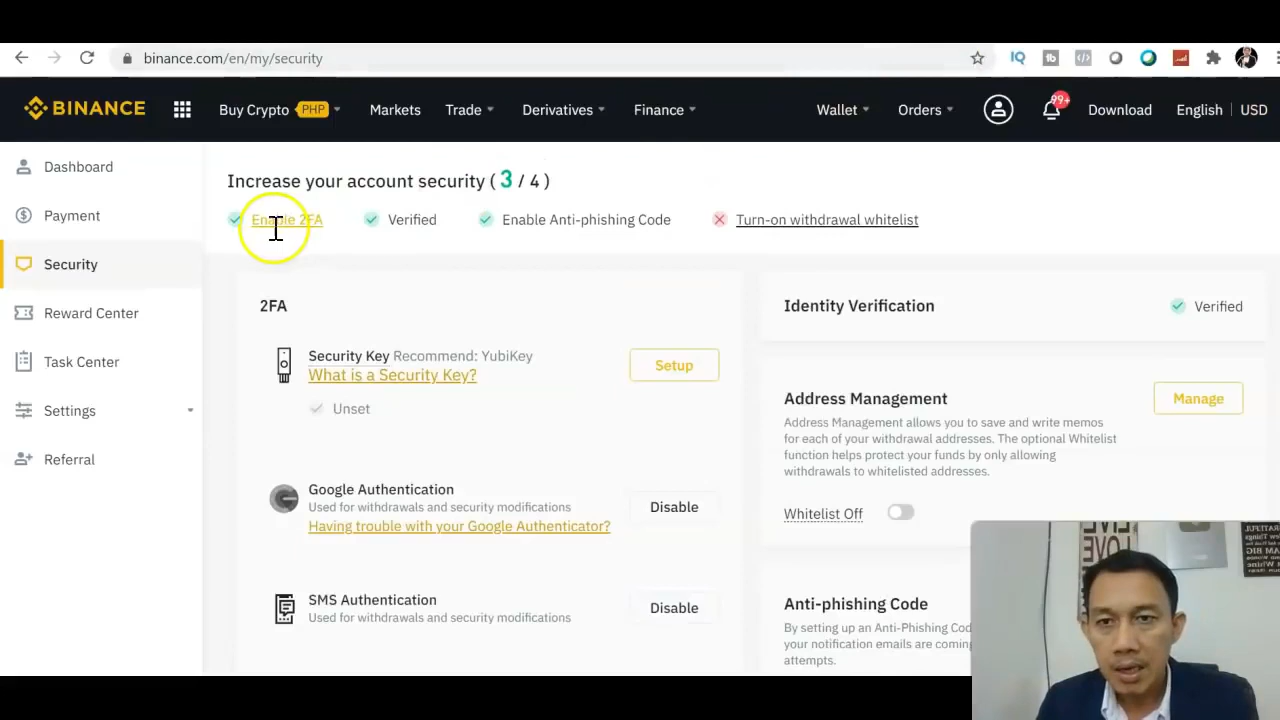 binance.com/en/my/security
BINANCE
Buy Crypto PHP
Markets
Trade
Derivatives
Finance
Wallet
Orders
99+
Download
English
USD
Dashboard
Payment
Security
Reward Center
Task Center
Settings
Referral
Increase your account security ( 3 / 4 )
Enable 2FA
Verified
Enable Anti-phishing Code
Turn-on withdrawal whitelist
2FA
Security Key Recommend: YubiKey
What is a Security Key?
Setup
Unset
Google Authentication
Used for withdrawals and security modifications
Having trouble with your Google Authenticator?
Disable
SMS Authentication
Used for withdrawals and security modifications
Disable
Identity Verification
Verified
Address Management
Manage
Address Management allows you to save and write memos
for each of your withdrawal addresses. The optional Whitelist
function helps protect your funds by only allowing
withdrawals to whitelisted addresses.
Whitelist Off
Anti-phishing Code
By setting up an Anti-Phishing Cod
your notification emails are coming
attempts.
LIVE
LOVE